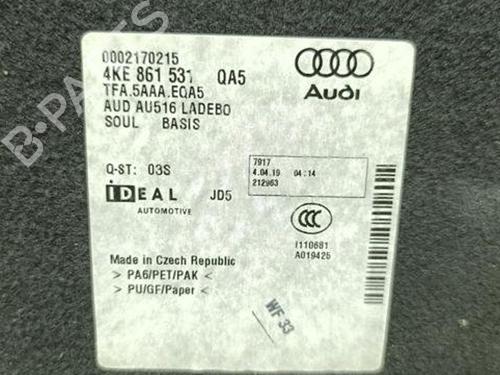 0002170215
4KE 861 531 QA5
TFA.5AAA.EQA5
AUD AU516 LADEBO
SOUL BASIS
Audi
Q-ST: 03S
7917
4.04.19 04:14
212963
iDEAL JD5
AUTOMOTIVE
CCC
I110681
A019425
Made in Czech Republic
> PA6/PET/PAK <
> PU/GF/Paper <
WF 33
B-PARTS